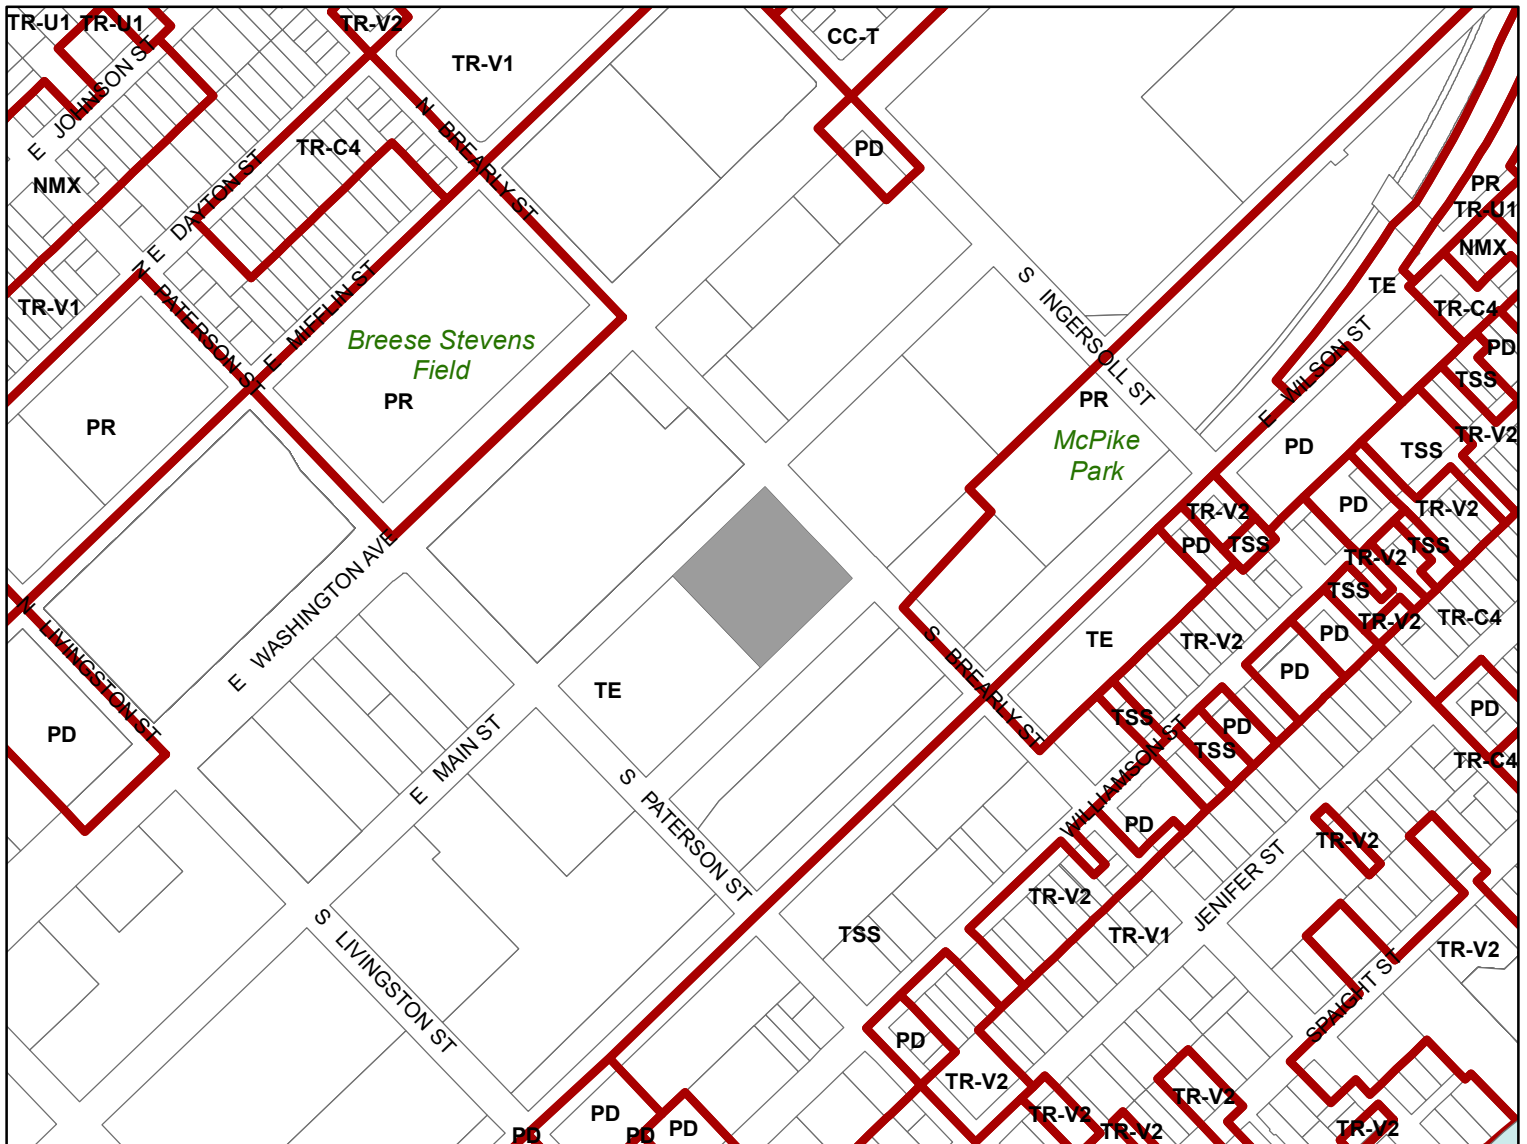 TR-U1
TR-U1
TR-V2
CC-T
TR-V1
E JOHNSON ST
N BREARLY ST
TR-C4
PD
NMX
E DAYTON ST
PR
TR-U1
NMX
N PATERSON ST
E MIFFLIN ST
S INGERSOLL ST
TE
TR-V1
TR-C4
Breese Stevens
Field
PR
PD
TSS
E WILSON ST
PR
PR
McPike
Park
PD
TR-V2
TSS
PD
TR-V2
TR-V2
PD
TSS
TSS
TR-V2
TSS
TR-V2
TR-C4
N LIVINGSTON ST
E WASHINGTON AVE
S BREARLY ST
TE
TR-V2
PD
PD
TE
PD
TSS
PD
TSS
PD
TR-C4
E MAIN ST
S PATERSON ST
WILLIAMSON ST
PD
TR-V2
JENIFER ST
TR-V2
TSS
TR-V1
TR-V2
S LIVINGSTON ST
SPAIGHT ST
PD
TR-V2
TR-V2
PD
PD
PD
PD
TR-V2
TR-V2
TR-V2